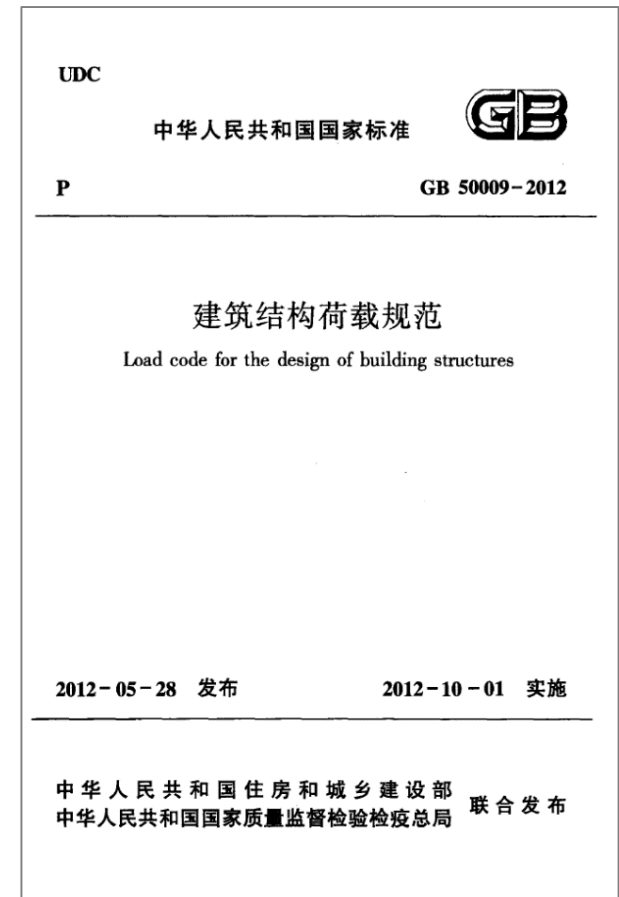 UDC
中华人民共和国国家标准
GB
P
GB 50009-2012
建筑结构荷载规范
Load code for the design of building structures
2012-05-28 发布
2012-10-01 实施
中华人民共和国住房和城乡建设部
中华人民共和国国家质量监督检验检疫总局
联合发布